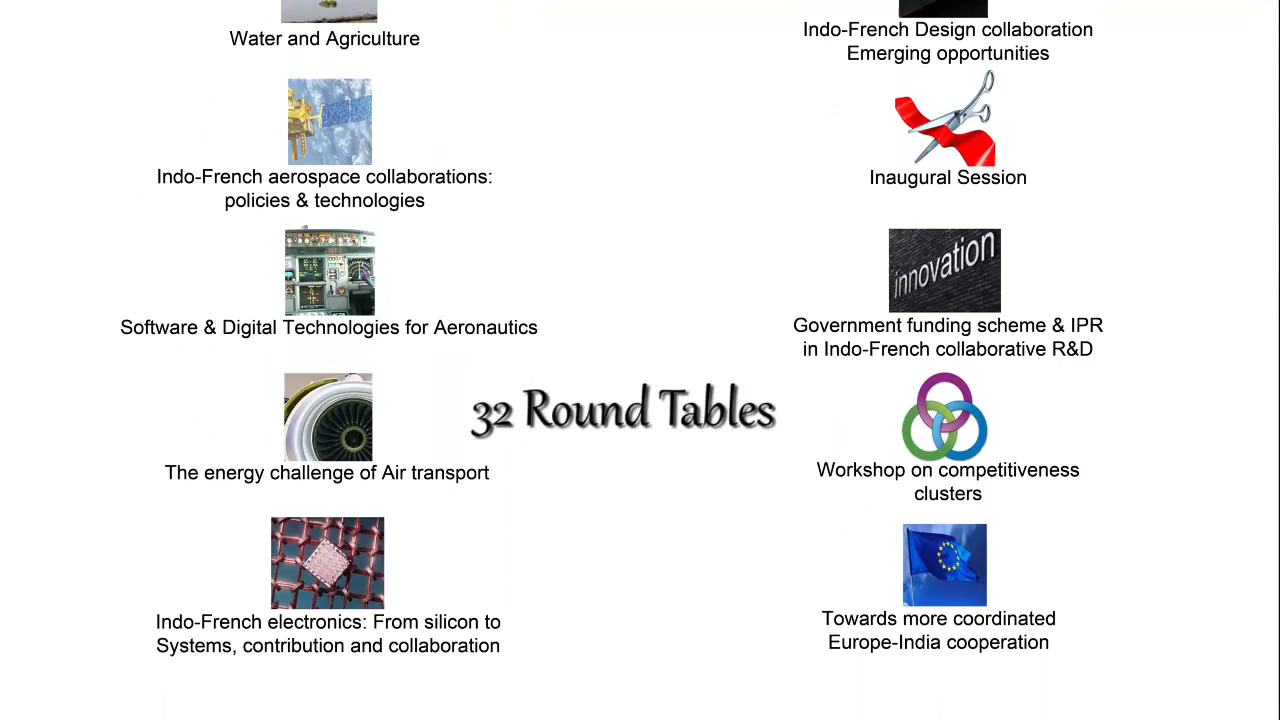 Water and Agriculture
Indo-French aerospace collaborations:
policies & technologies
Software & Digital Technologies for Aeronautics
The energy challenge of Air transport
Indo-French electronics: From silicon to
Systems, contribution and collaboration
32 Round Tables
Indo-French Design collaboration
Emerging opportunities
Inaugural Session
innovation
Government funding scheme & IPR
in Indo-French collaborative R&D
Workshop on competitiveness
clusters
Towards more coordinated
Europe-India cooperation